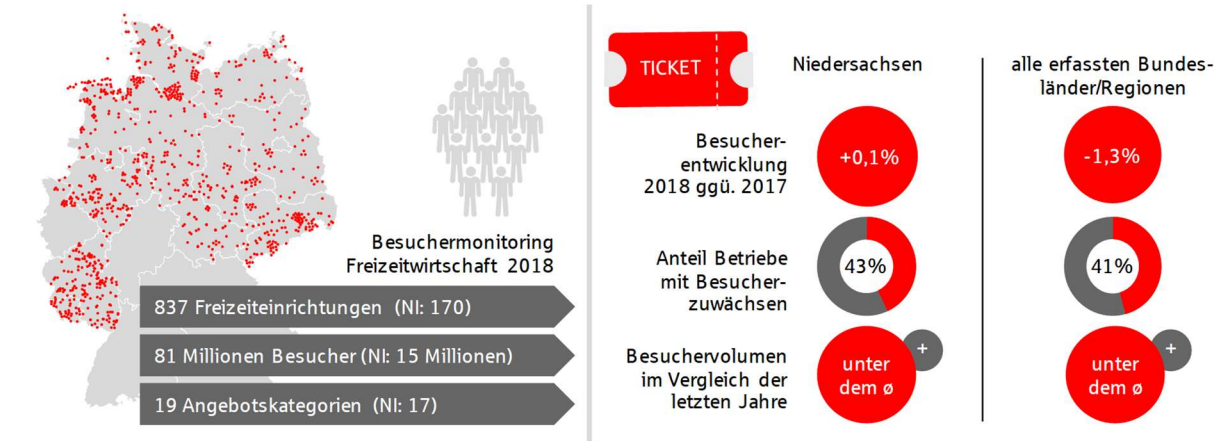 Besuchermonitoring
Freizeitwirtschaft 2018
837 Freizeiteinrichtungen (NI: 170)
81 Millionen Besucher (NI: 15 Millionen)
19 Angebotskategorien (NI: 17)
TICKET
Niedersachsen
alle erfassten Bundes-
länder/Regionen
Besucher-
entwicklung
2018 ggü. 2017
+0,1%
-1,3%
Anteil Betriebe
mit Besucher-
zuwächsen
43%
41%
Besuchervolumen
im Vergleich der
letzten Jahre
unter
dem ø
+
unter
dem ø
+